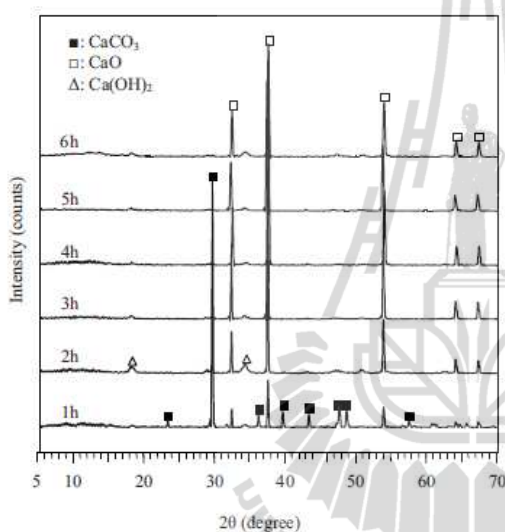 ■: CaCO₃
□: CaO
Δ: Ca(OH)₂
6h
5h
4h
3h
2h
1h
Intensity (counts)
5 10 20 30 40 50 60 70
2θ (degree)